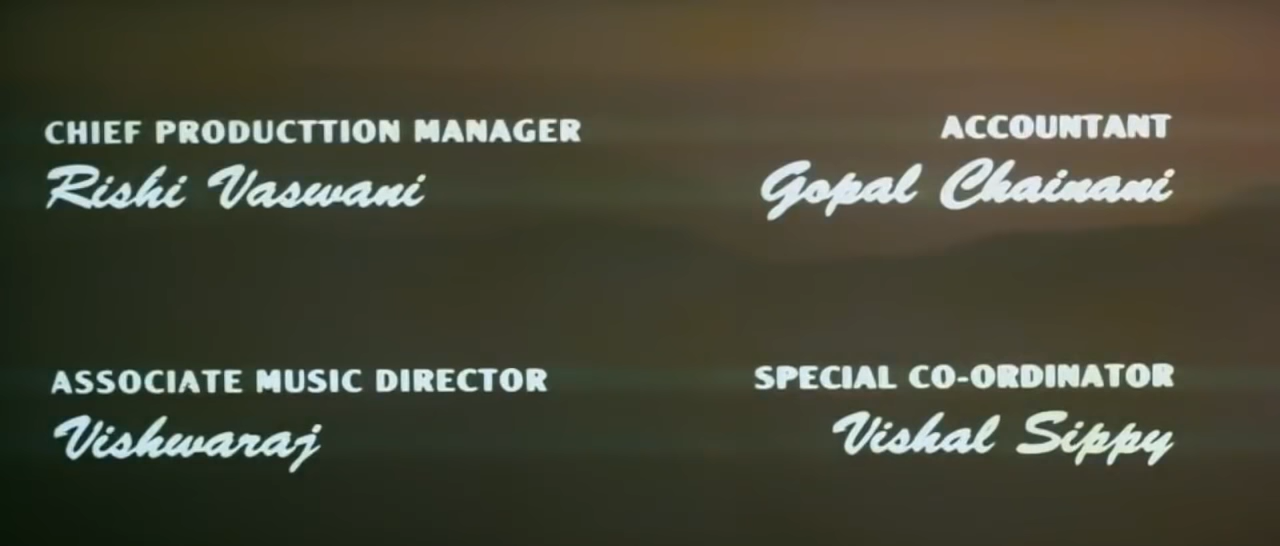 CHIEF PRODUCTTION MANAGER
Rishi Vaswani
ACCOUNTANT
Gopal Chainani
ASSOCIATE MUSIC DIRECTOR
Vishwaraj
SPECIAL CO-ORDINATOR
Vishal Sippy